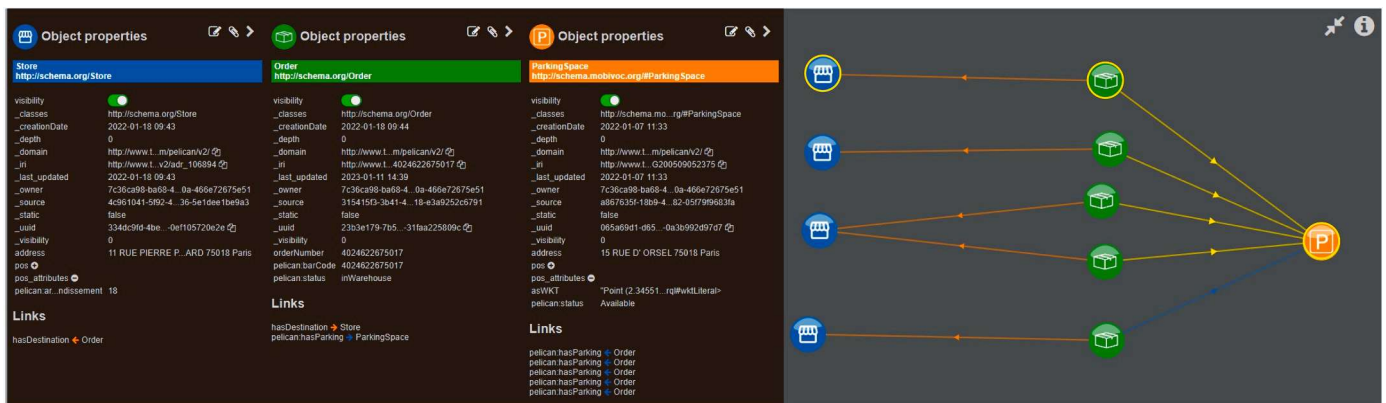 Object properties
Store
http://schema.org/Store
visibility
_classes http://schema.org/Store
_creationDate 2022-01-18 09:43
_depth 0
_domain http://www.t...m/pelican/v2/
_iri http://www.t...v2/adr_106894
_last_updated 2022-01-18 09:43
_owner 7c36ca98-ba68-4...0a-466e72675e51
_source 4c961041-5f92-4...36-5e1dee1be9a3
_static false
_uuid 334dc9fd-4be...-0ef105720e2e
_visibility 0
address 11 RUE PIERRE P...ARD 75018 Paris
pos
pos_attributes
pelican:ar...ndissement 18
Links
hasDestination ← Order
Object properties
Order
http://schema.org/Order
visibility
_classes http://schema.org/Order
_creationDate 2022-01-18 09:44
_depth 0
_domain http://www.t...m/pelican/v2/
_iri http://www.t...4024622675017
_last_updated 2023-01-11 14:39
_owner 7c36ca98-ba68-4...0a-466e72675e51
_source 315415f3-3b41-4...18-e3a9252c6791
_static false
_uuid 23b3e179-7b5...-31faa225809c
_visibility 0
orderNumber 4024622675017
pelican:barCode 4024622675017
pelican:status inWarehouse
Links
hasDestination → Store
pelican:hasParking → ParkingSpace
P Object properties
ParkingSpace
http://schema.mobivoc.org/#ParkingSpace
visibility
_classes http://schema.mo...rg/#ParkingSpace
_creationDate 2022-01-07 11:33
_depth 0
_domain http://www.t...m/pelican/v2/
_iri http://www.t...G200509052375
_last_updated 2022-01-07 11:33
_owner 7c36ca98-ba68-4...0a-466e72675e51
_source a867635f-18b9-4...82-05f79f9683fa
_static false
_uuid 065a69d1-d65...-0a3b992d97d7
_visibility 0
address 15 RUE D' ORSEL 75018 Paris
pos
pos_attributes
asWKT "Point (2.34551...rql#wktLiteral>
pelican:status Available
Links
pelican:hasParking ← Order
pelican:hasParking ← Order
pelican:hasParking ← Order
pelican:hasParking ← Order
pelican:hasParking ← Order
P